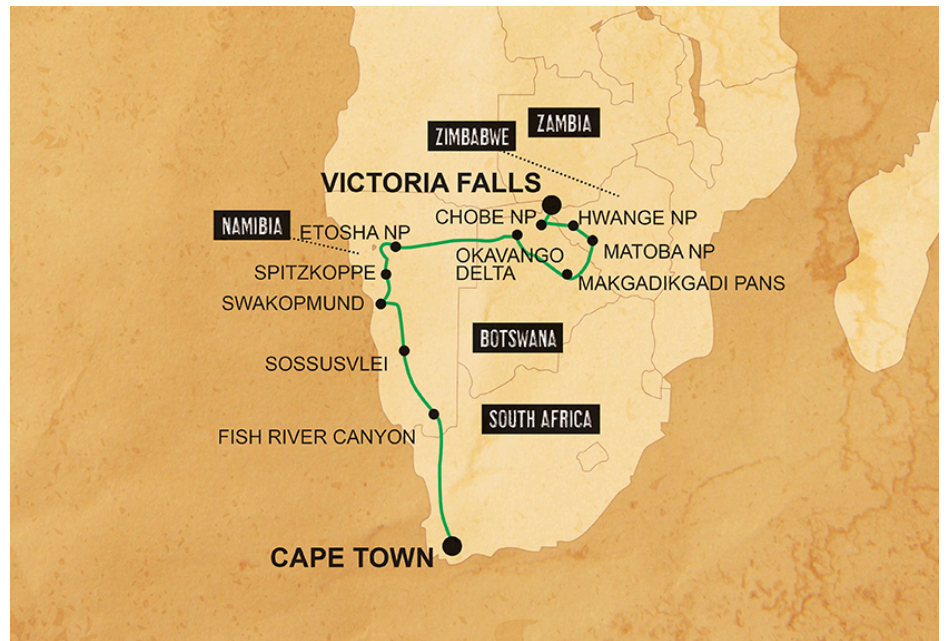 ZAMBIA
ZIMBABWE
VICTORIA FALLS
CHOBE NP
HWANGE NP
NAMIBIA
ETOSHA NP
OKAVANGO
DELTA
MATOBA NP
SPITZKOPPE
MAKGADIKGADI PANS
SWAKOPMUND
BOTSWANA
SOSSUSVLEI
SOUTH AFRICA
FISH RIVER CANYON
CAPE TOWN